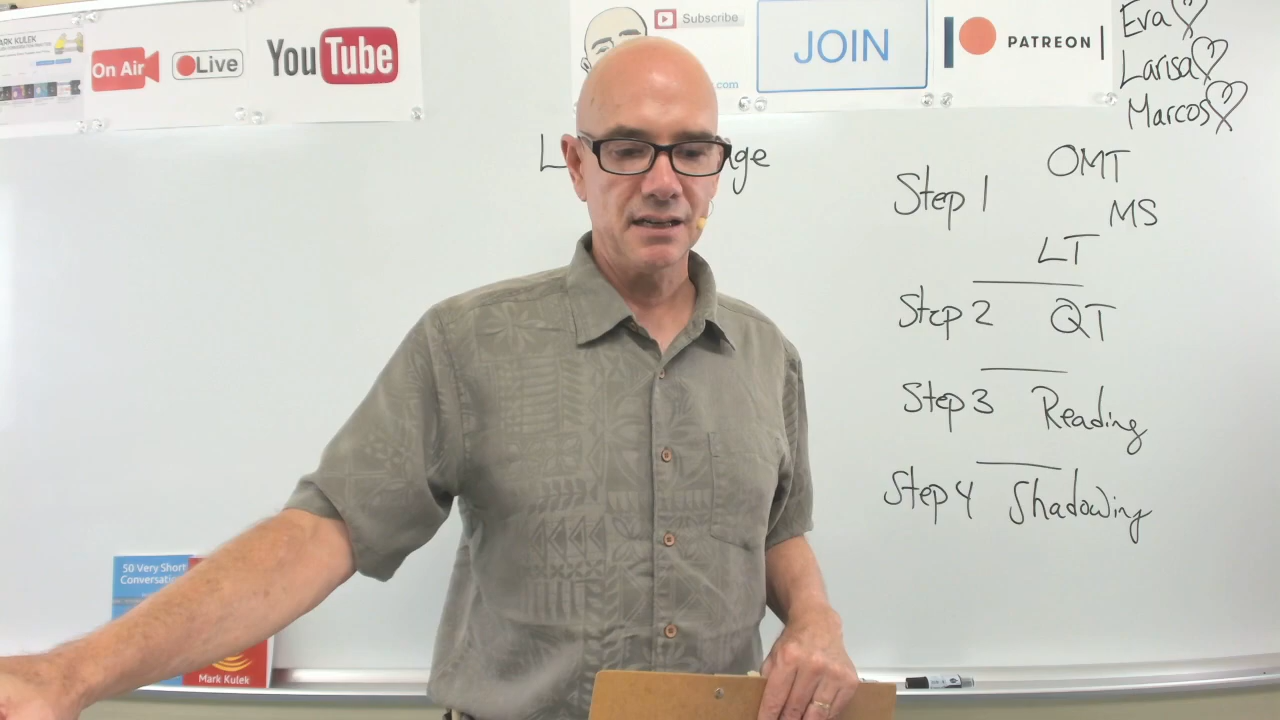 MARK KULEK
On Air
Live
YouTube
Subscribe
.com
JOIN
PATREON
Eva
Larisa
Marcos
Step 1 OMT
MS
LT
Step 2 QT
Step 3 Reading
Step 4 Shadowing
50 Very Short
Mark Kulek